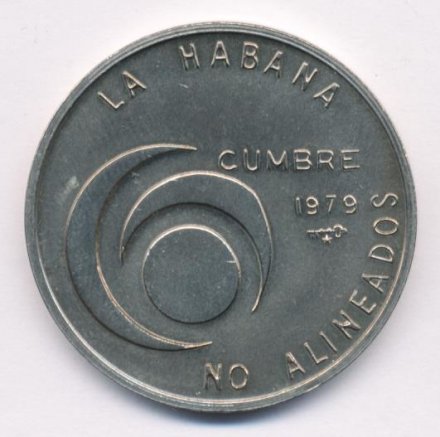 LA HABANA
CUMBRE
1979
NO ALINEADOS